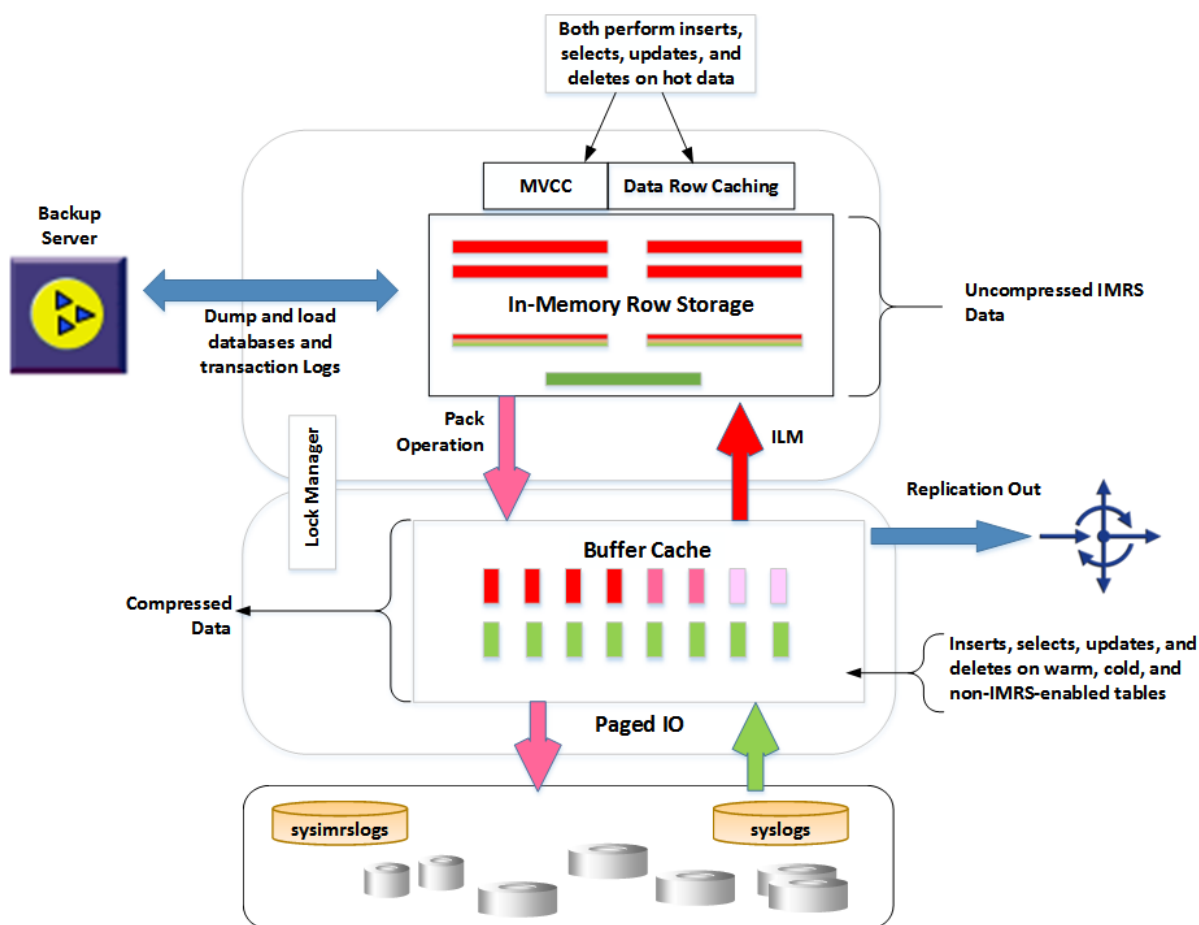 Both perform inserts,
selects, updates, and
deletes on hot data
MVCC
Data Row Caching
Backup
Server
Dump and load
databases and
transaction Logs
In-Memory Row Storage
Uncompressed IMRS
Data
Pack
Operation
ILM
Lock Manager
Replication Out
Buffer Cache
Compressed
Data
Inserts, selects, updates, and
deletes on warm, cold, and
non-IMRS-enabled tables
Paged IO
sysimrslogs
syslogs